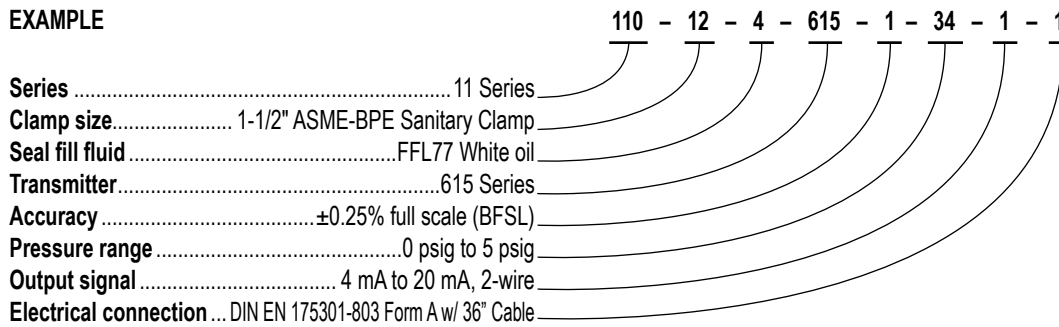 EXAMPLE 110 – 12 – 4 – 615 – 1 – 34 – 1 – 1
Series ..................................................................... 11 Series
Clamp size...................... 1-1/2" ASME-BPE Sanitary Clamp
Seal fill fluid .................................................FFL77 White oil
Transmitter...........................................................615 Series
Accuracy .......................................±0.25% full scale (BFSL)
Pressure range .............................................0 psig to 5 psig
Output signal ..................................... 4 mA to 20 mA, 2-wire
Electrical connection ... DIN EN 175301-803 Form A w/ 36” Cable